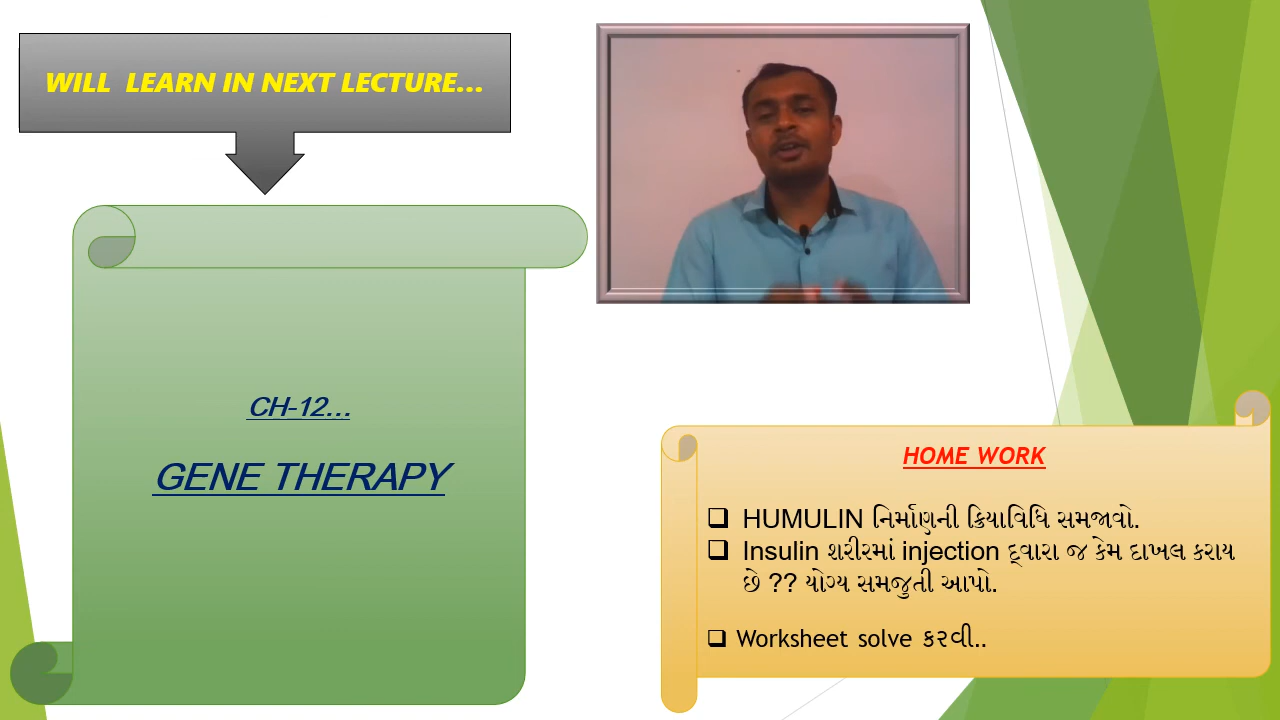 WILL LEARN IN NEXT LECTURE...
CH-12...
GENE THERAPY
HOME WORK
❑ HUMULIN નિર્માણની ક્રિયાવિધિ સમજાવો.
❑ Insulin શરીરમાં injection દ્વારા જ કેમ દાખલ કરાય
છે ?? યોગ્ય સમજુતી આપો.
❑ Worksheet solve કરવી..